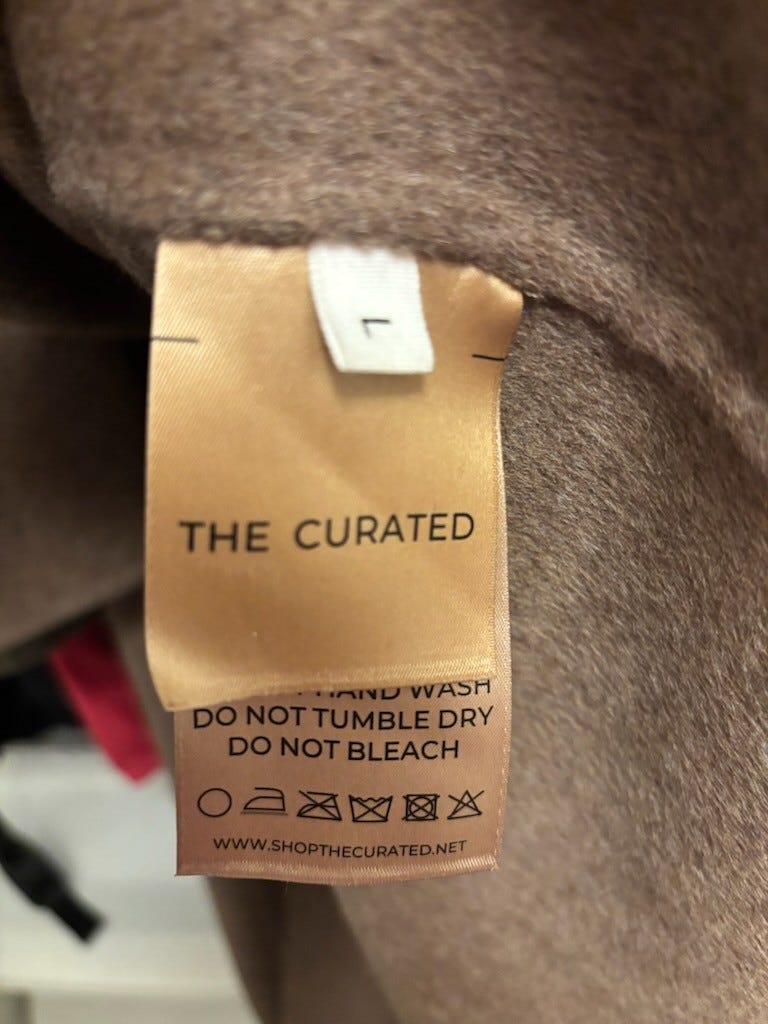 L
THE CURATED
HAND WASH
DO NOT TUMBLE DRY
DO NOT BLEACH
WWW.SHOPTHECURATED.NET